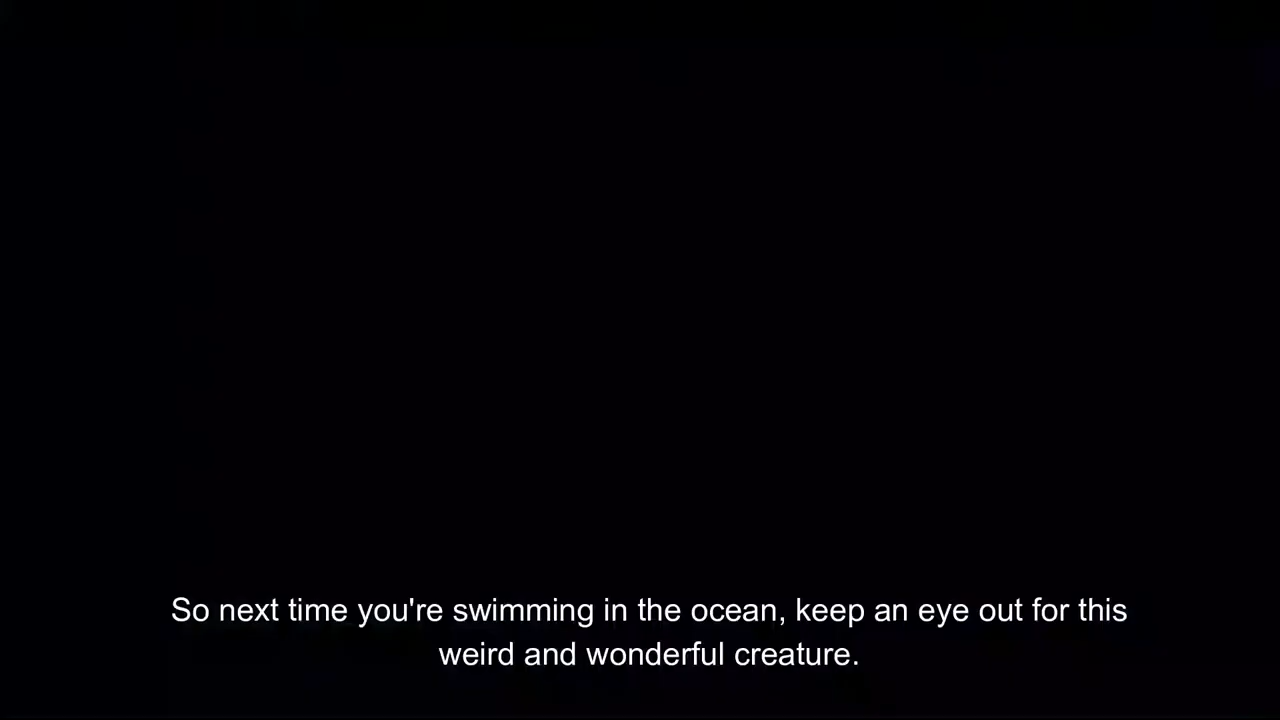 So next time you're swimming in the ocean, keep an eye out for this
weird and wonderful creature.